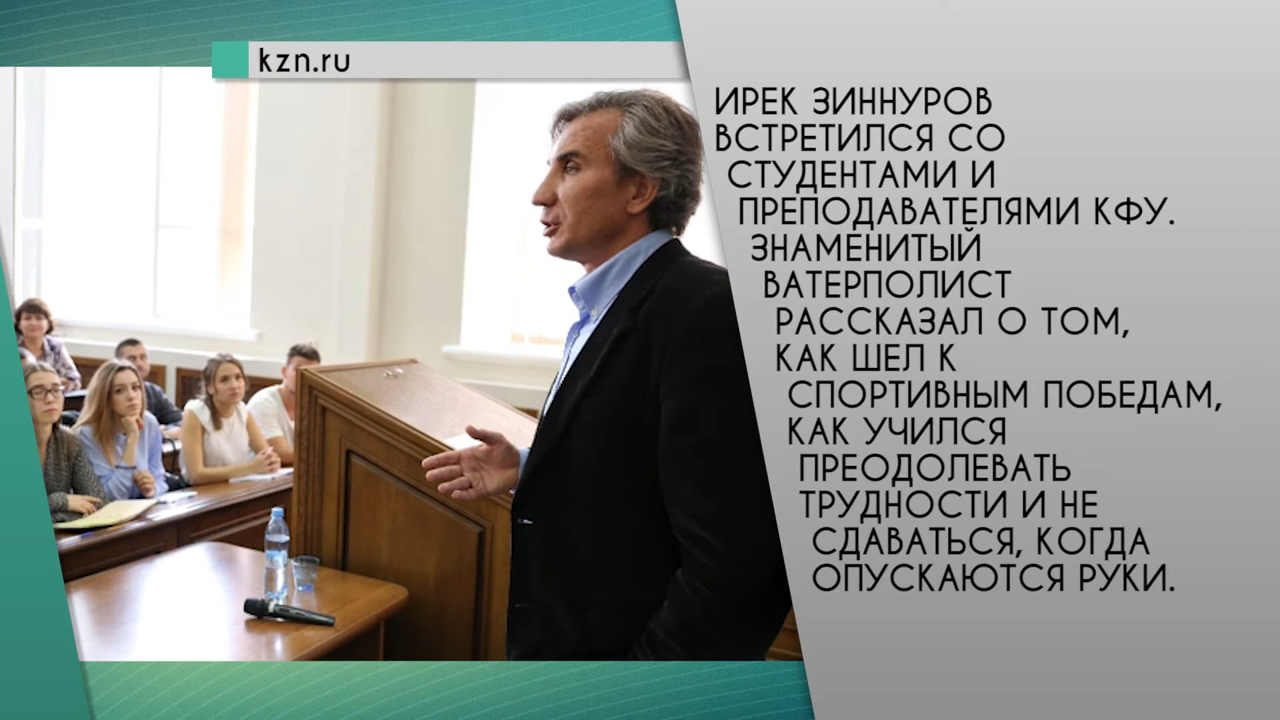 kzn.ru
ИРЕК ЗИННУРОВ
ВСТРЕТИЛСЯ СО
СТУДЕНТАМИ И
ПРЕПОДАВАТЕЛЯМИ КФУ.
ЗНАМЕНИТЫЙ
ВАТЕРПОЛИСТ
РАССКАЗАЛ О ТОМ,
КАК ШЕЛ К
СПОРТИВНЫМ ПОБЕДАМ,
КАК УЧИЛСЯ
ПРЕОДОЛЕВАТЬ
ТРУДНОСТИ И НЕ
СДАВАТЬСЯ, КОГДА
ОПУСКАЮТСЯ РУКИ.